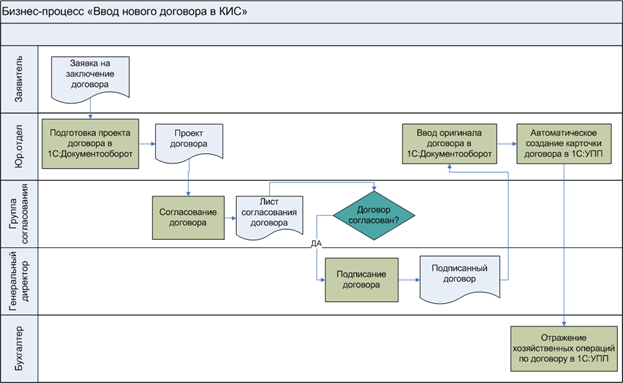 Бизнес-процесс «Ввод нового договора в КИС»
Заявитель
Заявка на
заключение
договора
Юр.отдел
Подготовка проекта
договора в
1С:Документооборот
Проект
договора
Ввод оригинала
договора в
1С:Документооборот
Автоматическое
создание карточки
договора в 1С:УПП
Группа
согласования
Согласование
договора
Лист
согласования
договора
Договор
согласован?
ДА
Генеральный
директор
Подписание
договора
Подписанный
договор
Бухгалтер
Отражение
хозяйственных операций
по договору в 1С:УПП